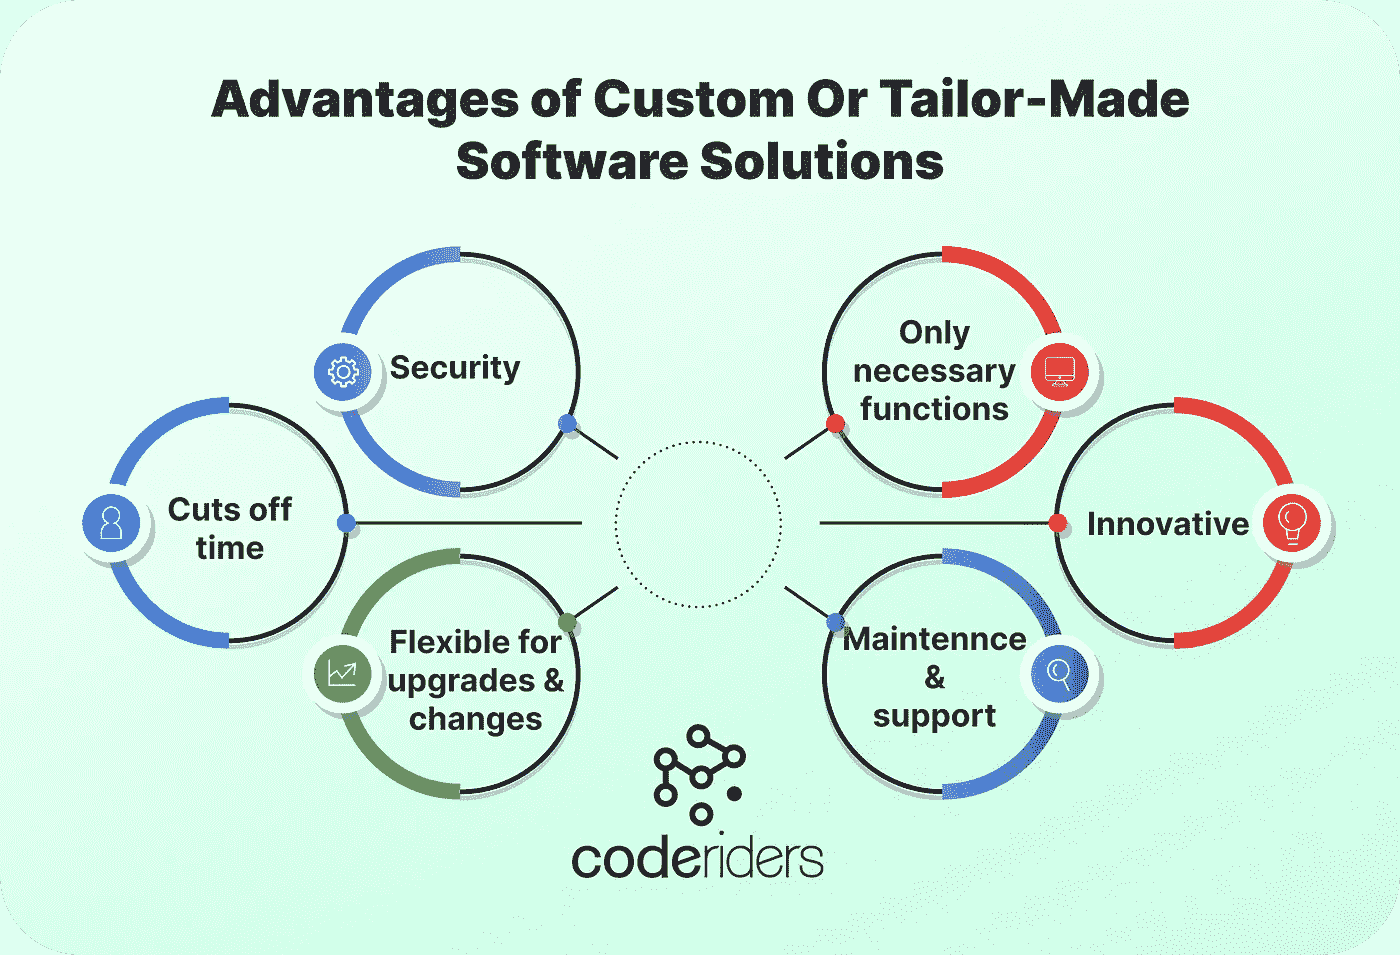 Advantages of Custom Or Tailor-Made
Software Solutions
Security
Only
necessary
functions
Cuts off
time
Innovative
Flexible for
upgrades &
changes
Maintennce
&
support
coderiders